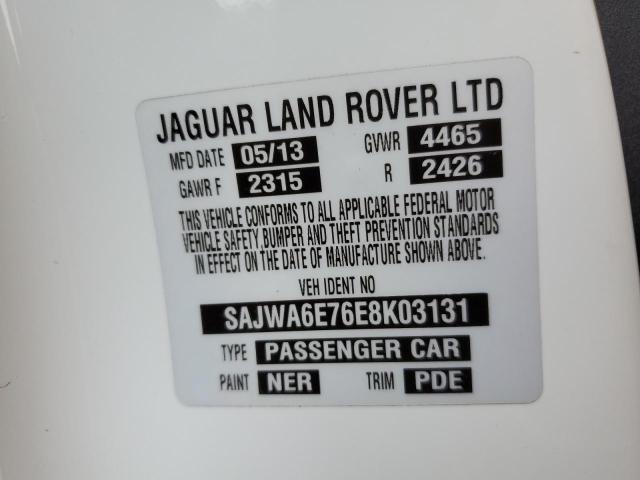 JAGUAR LAND ROVER LTD
MFD DATE 05/13 GVWR 4465
GAWR F 2315 R 2426
THIS VEHICLE CONFORMS TO ALL APPLICABLE FEDERAL MOTOR
VEHICLE SAFETY,BUMPER AND THEFT PREVENTION STANDARDS
IN EFFECT ON THE DATE OF MANUFACTURE SHOWN ABOVE.
VEH IDENT NO
SAJWA6E76E8K03131
TYPE PASSENGER CAR
PAINT NER TRIM PDE